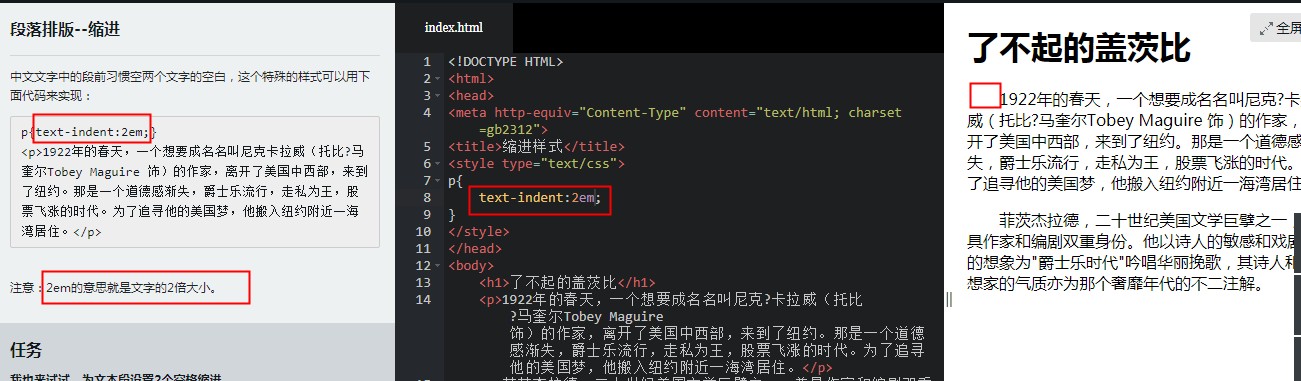 段落排版--缩进
中文文字中的段前习惯空两个文字的空白，这个特殊的样式可以用下
面代码来实现：
p{text-indent:2em;}
<p>1922年的春天，一个想要成名名叫尼克卡拉威（托比?马
奎尔Tobey Maguire 饰）的作家，离开了美国中西部，来到
了纽约。那是一个道德感渐失，爵士乐流行，走私为王，股
票飞涨的时代。为了追寻他的美国梦，他搬入纽约附近一海
湾居住。</p>
注意：2em的意思就是文字的2倍大小。
任务
我也来试试，为文本段设置2个空格缩进
index.html
1 <!DOCTYPE HTML>
2 <html>
3 <head>
4 <meta http-equiv="Content-Type" content="text/html; charset
=gb2312">
5 <title>缩进样式</title>
6 <style type="text/css">
7 p{
8 text-indent:2em;
9 }
10 </style>
11 </head>
12 <body>
13 <h1>了不起的盖茨比</h1>
14 <p>1922年的春天，一个想要成名名叫尼克?卡拉威（托比
?马奎尔Tobey Maguire
饰）的作家，离开了美国中西部，来到了纽约。那是一个道德
感渐失，爵士乐流行，走私为王，股票飞涨的时代。为了追寻
他的美国梦，他搬入纽约附近一海湾居住。</p>
全屏
了不起的盖茨比
1922年的春天，一个想要成名名叫尼克?卡
威（托比?马奎尔Tobey Maguire 饰）的作家，
开了美国中西部，来到了纽约。那是一个道德感
失，爵士乐流行，走私为王，股票飞涨的时代。
了追寻他的美国梦，他搬入纽约附近一海湾居住
菲茨杰拉德，二十世纪美国文学巨擘之一
具作家和编剧双重身份。他以诗人的敏感和戏剧
的想象为"爵士乐时代"吟唱华丽挽歌，其诗人和
想家的气质亦为那个奢靡年代的不二注解。